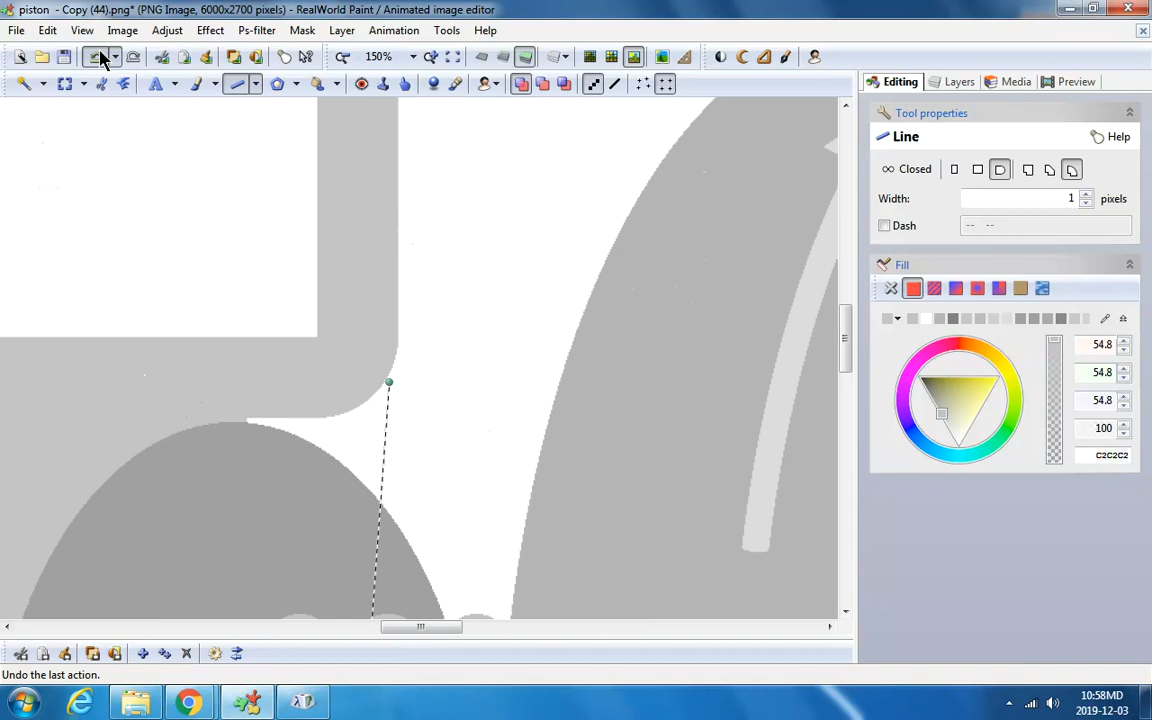 piston - Copy (44).png* (PNG Image, 6000x2700 pixels) - RealWorld Paint / Animated image editor
File Edit View Image Adjust Effect Ps-filter Mask Layer Animation Tools Help
150%
Editing Layers Media Preview
Tool properties
Line Help
Closed
Width: 1 pixels
Dash
Fill
54.8
54.8
54.8
100
C2C2C2
Undo the last action.
10:58MD
2019-12-03